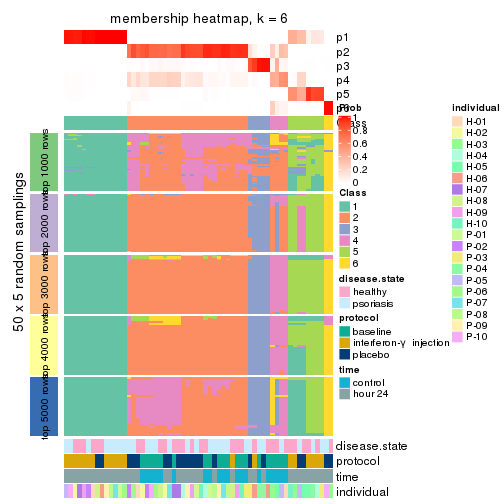 membership heatmap, k = 6
p1
p2
p3
p4
p5
p6
Class
50 x 5 random samplings
top 1000 rows
top 2000 rows
top 3000 rows
top 4000 rows
top 5000 rows
disease.state
protocol
time
individual
Prob
1
0.8
0.6
0.4
0.2
0
Class
1
2
3
4
5
6
disease.state
healthy
psoriasis
protocol
baseline
interferon-γ injection
placebo
time
control
hour 24
individual
H-01
H-02
H-03
H-04
H-05
H-06
H-07
H-08
H-09
H-10
P-01
P-02
P-03
P-04
P-05
P-06
P-07
P-08
P-09
P-10